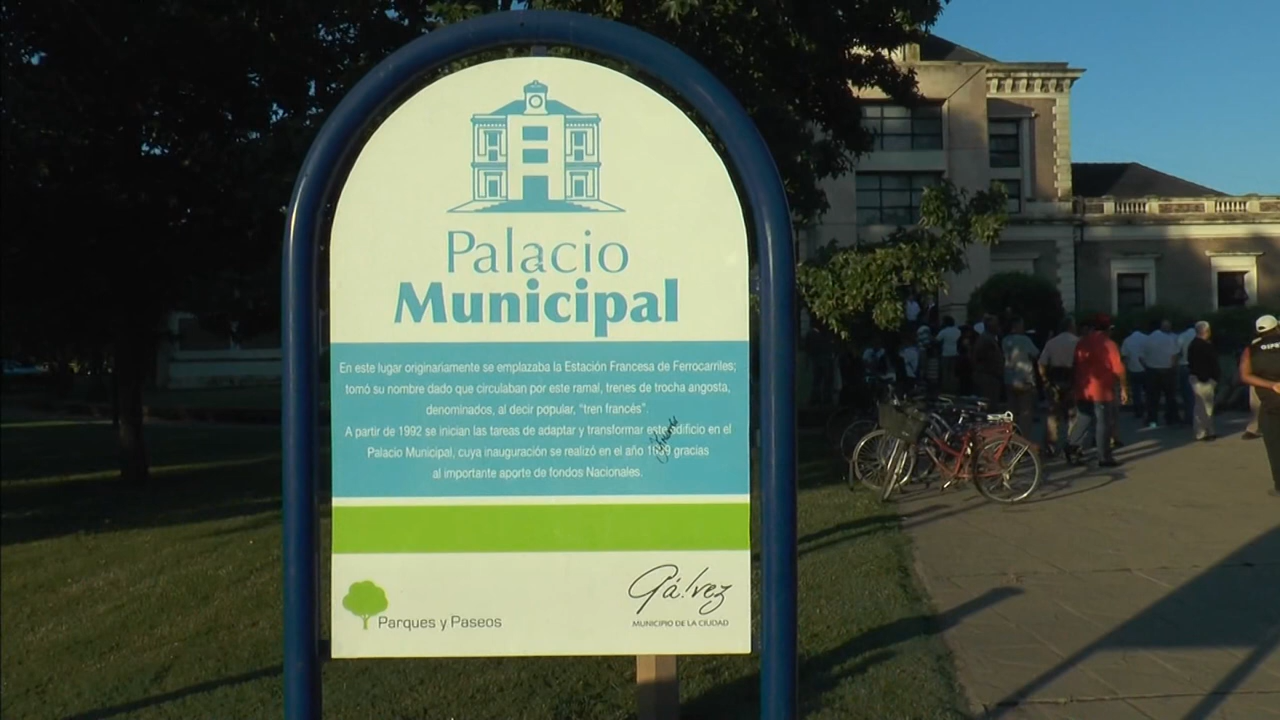 Palacio
Municipal
En este lugar originariamente se emplazaba la Estación Francesa de Ferrocarriles;
tomó su nombre dado que circulaban por este ramal, trenes de trocha angosta,
denominados, al decir popular, "tren francés".
A partir de 1992 se inician las tareas de adaptar y transformar este edificio en el
Palacio Municipal, cuya inauguración se realizó en el año gracias
al importante aporte de fondos Nacionales.
Parques y Paseos
Gálvez
MUNICIPIO DE LA CIUDAD